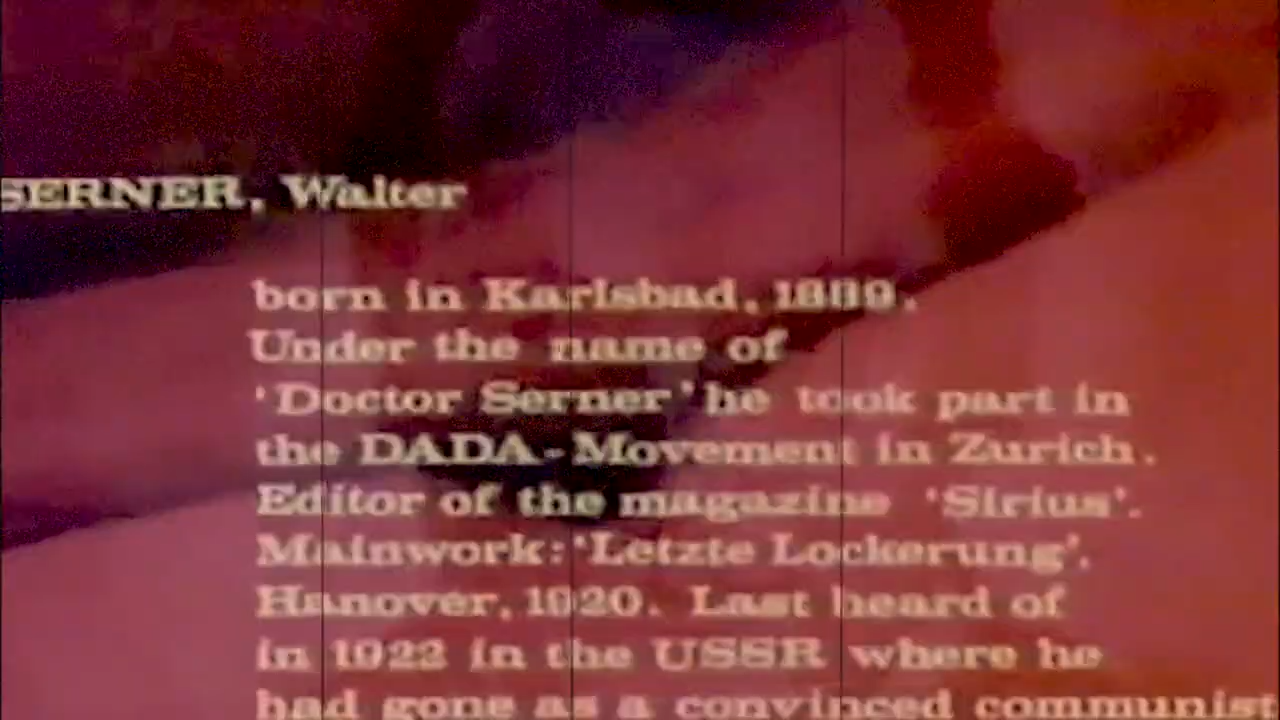 SERNER, Walter
born in Karlsbad, 1889.
Under the name of
'Doctor Serner' he took part in
the DADA-Movement in Zurich.
Editor of the magazine 'Sirius'.
Mainwork: 'Letzte Lockerung'.
Hanover, 1920. Last heard of
in 1922 in the USSR where he
had gone as a convinced communist